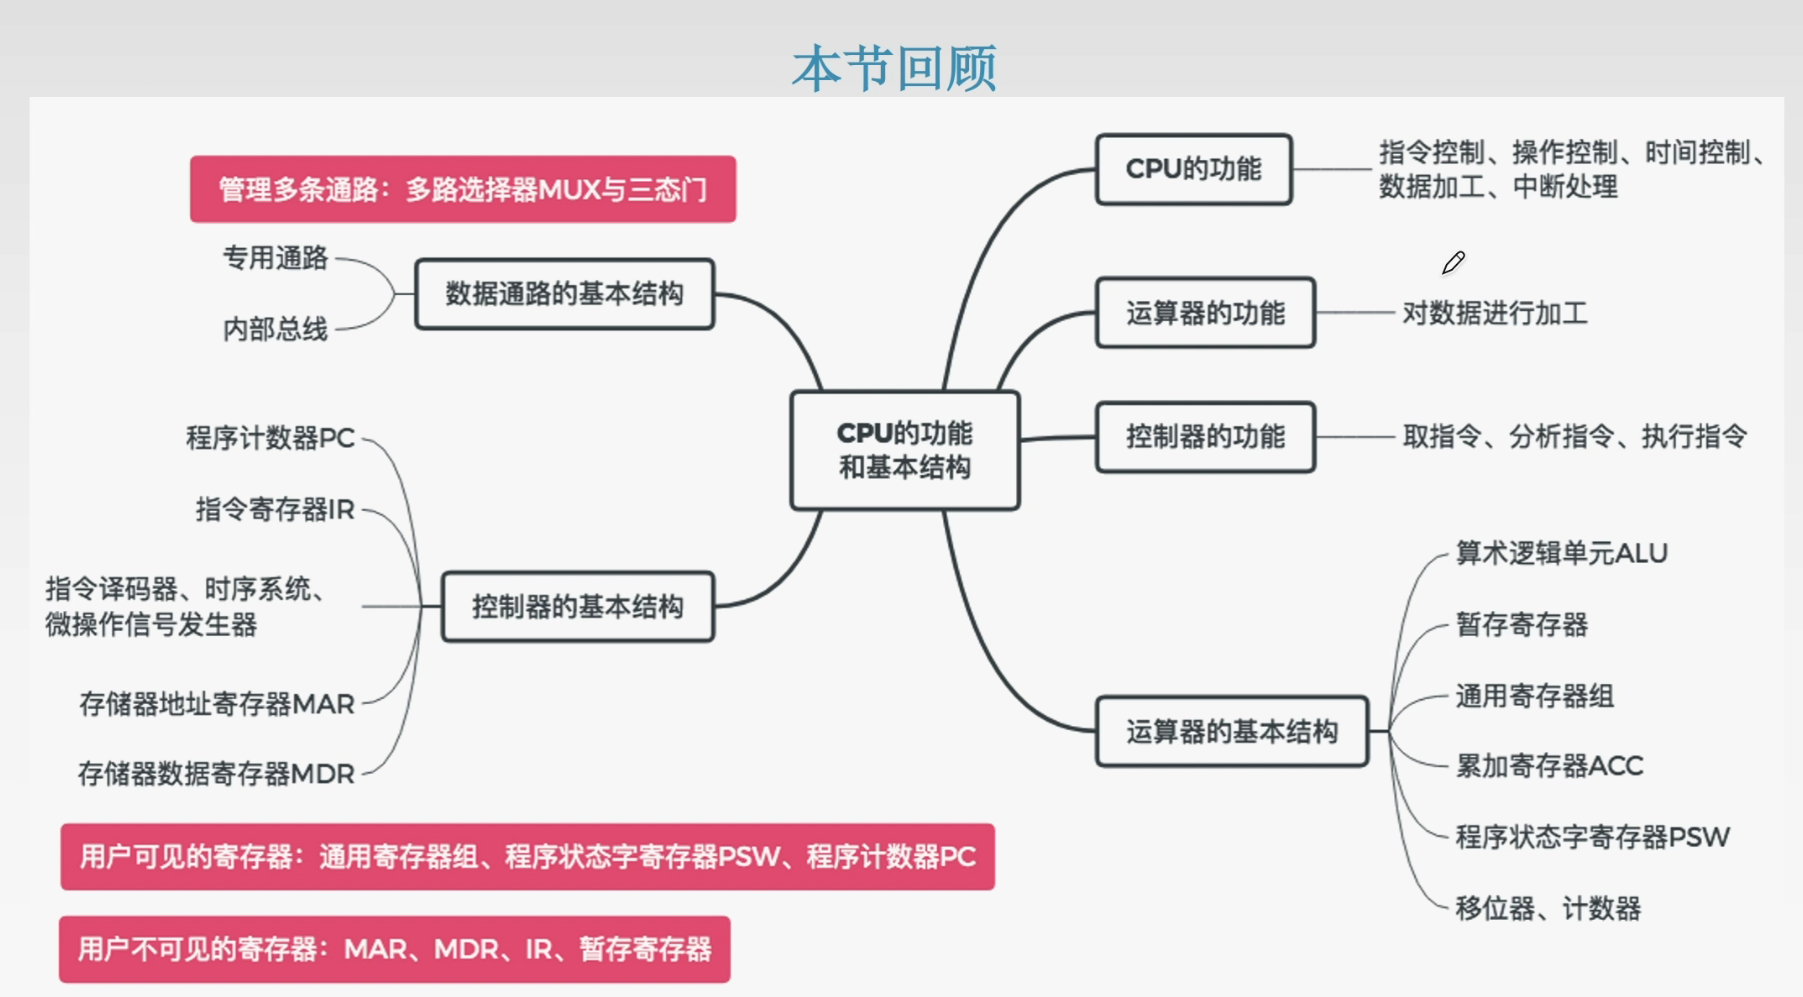 本节回顾
管理多条通路：多路选择器MUX与三态门
专用通路
内部总线
数据通路的基本结构
程序计数器PC
指令寄存器IR
指令译码器、时序系统、
微操作信号发生器
存储器地址寄存器MAR
存储器数据寄存器MDR
控制器的基本结构
CPU的功能
和基本结构
CPU的功能
指令控制、操作控制、时间控制、
数据加工、中断处理
运算器的功能
对数据进行加工
控制器的功能
取指令、分析指令、执行指令
运算器的基本结构
算术逻辑单元ALU
暂存寄存器
通用寄存器组
累加寄存器ACC
程序状态字寄存器PSW
移位器、计数器
用户可见的寄存器：通用寄存器组、程序状态字寄存器PSW、程序计数器PC
用户不可见的寄存器：MAR、MDR、IR、暂存寄存器